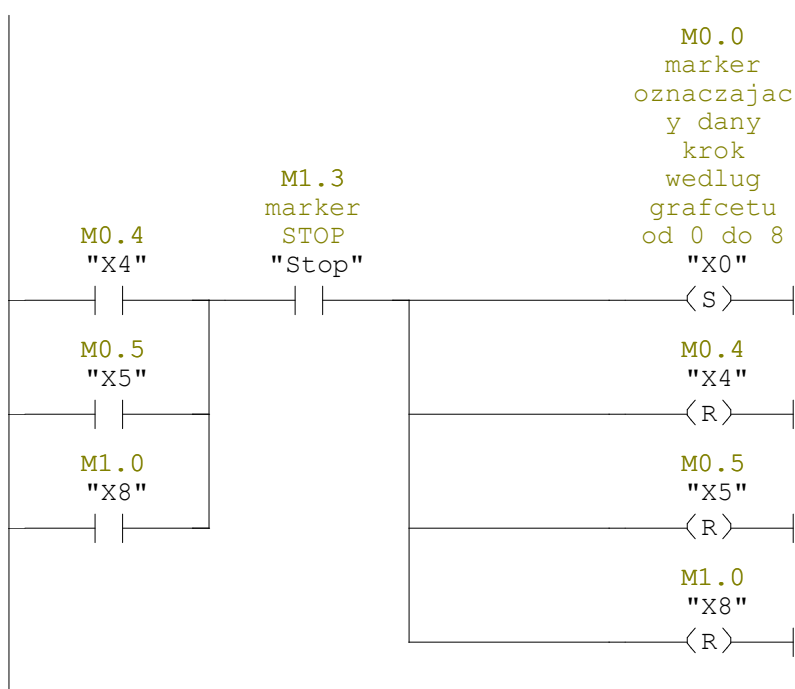 M0.0
marker
oznaczajac
y dany
krok
wedlug
grafcetu
od 0 do 8
"X0"
M1.3
marker
STOP
"Stop"
M0.4
"X4"
S
M0.5
"X5"
M0.4
"X4"
R
M1.0
"X8"
M0.5
"X5"
R
M1.0
"X8"
R